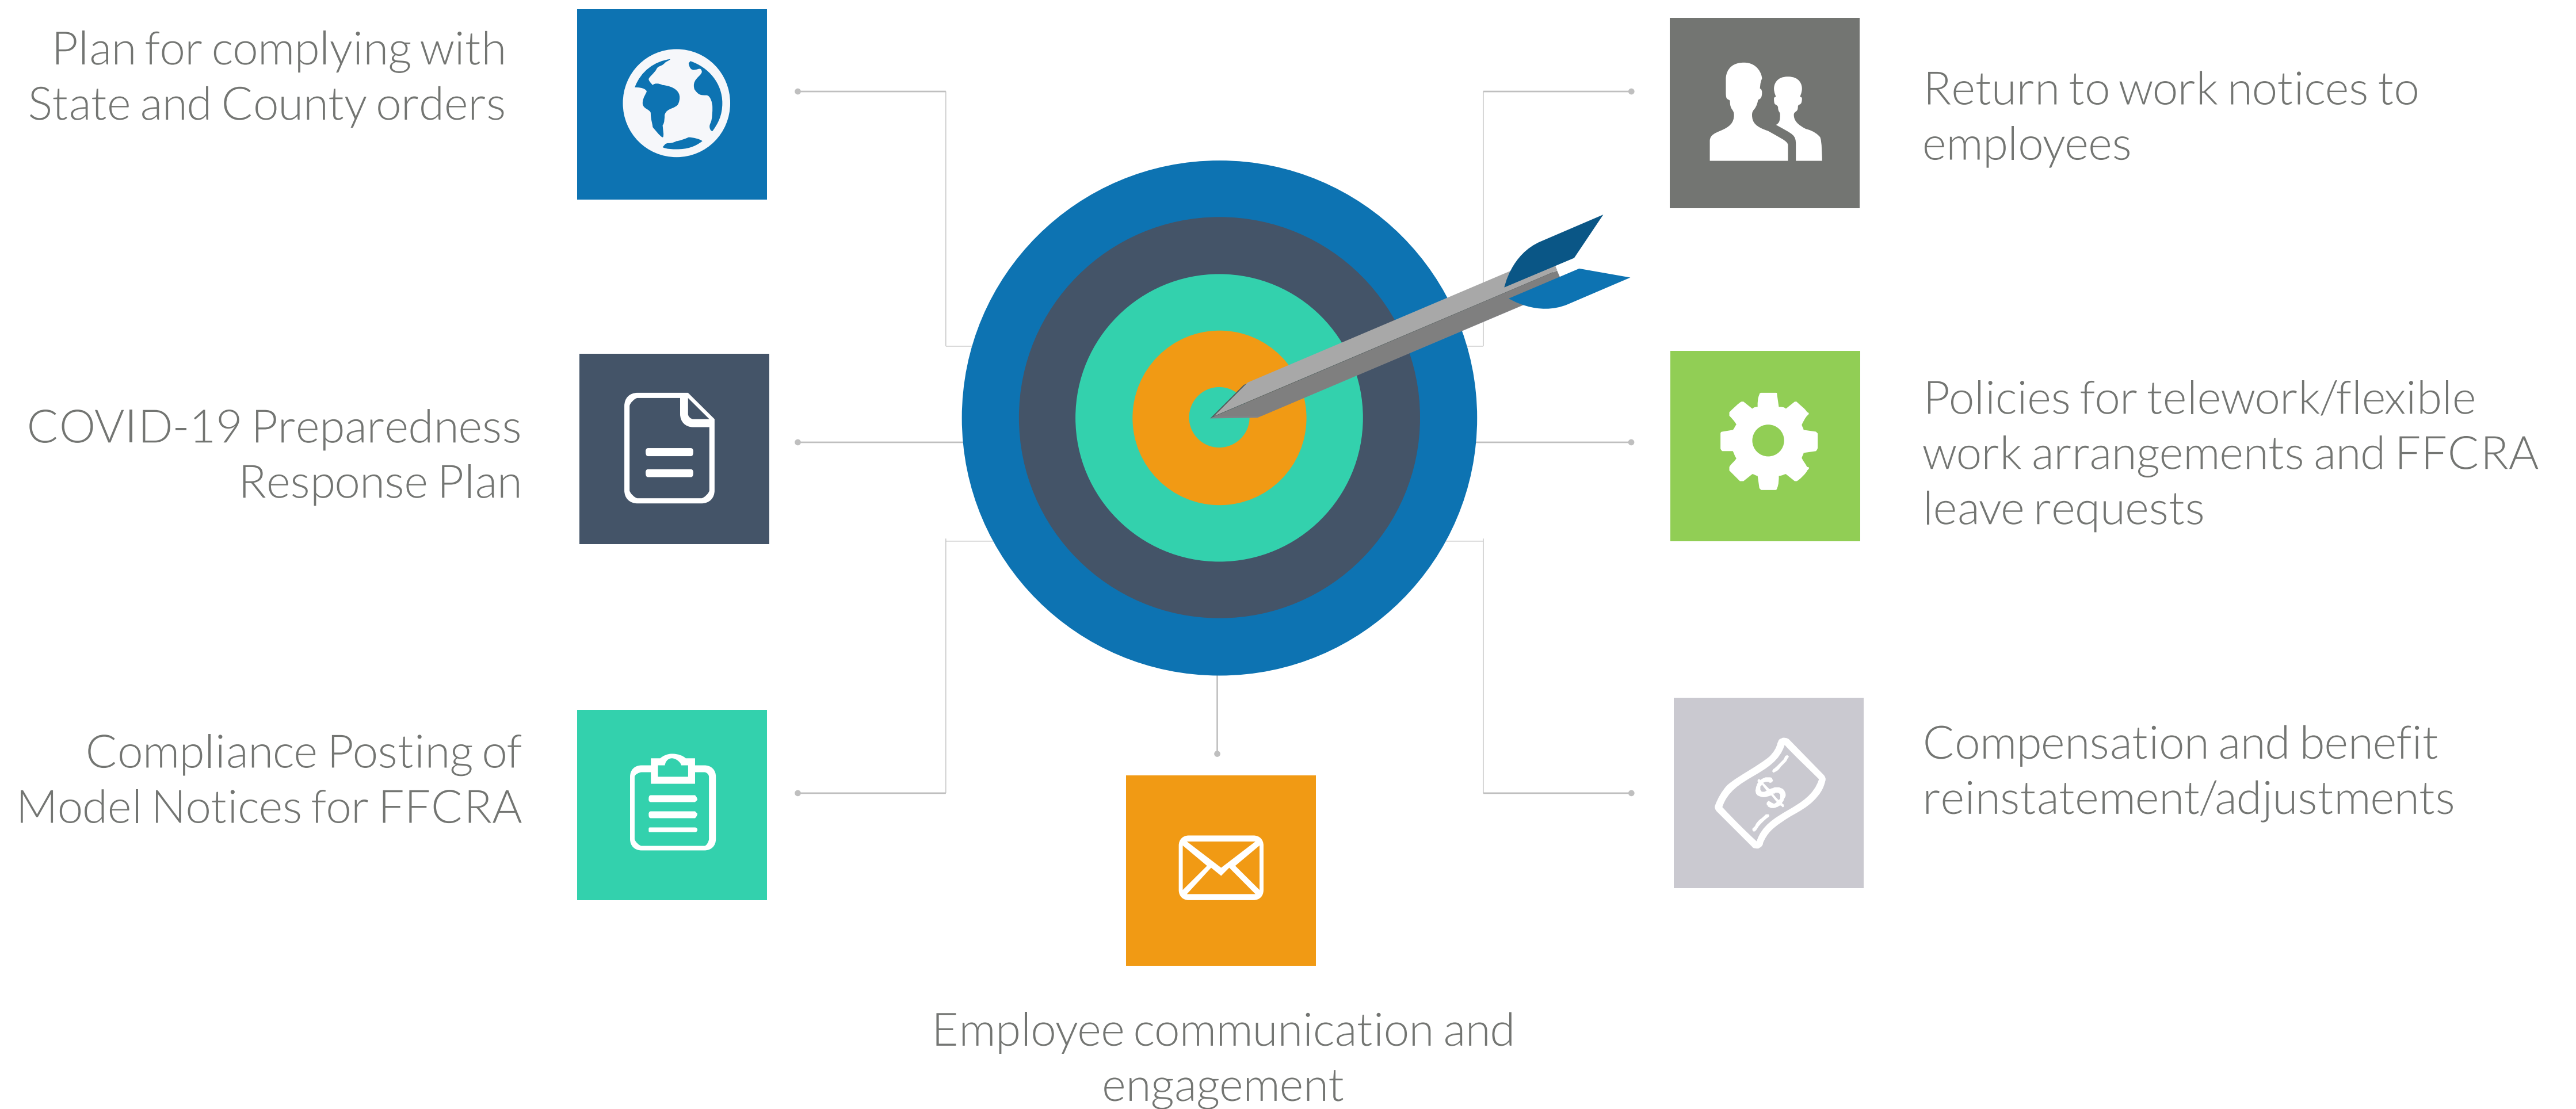 Plan for complying with
State and County orders
COVID-19 Preparedness
Response Plan
Compliance Posting of
Model Notices for FFCRA
Employee communication and
engagement
Return to work notices to
employees
Policies for telework/flexible
work arrangements and FFCRA
leave requests
$
Compensation and benefit
reinstatement/adjustments